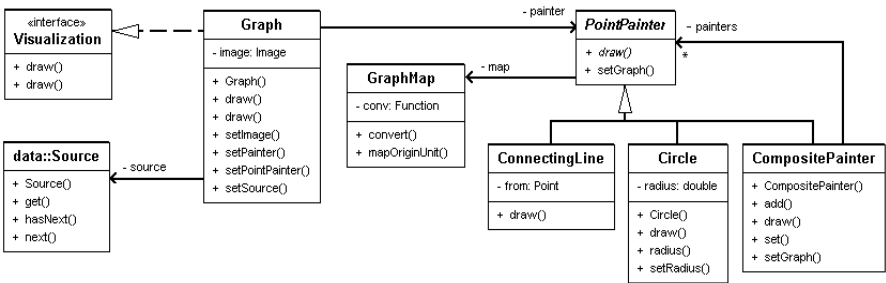 «interface»
Visualization
+ draw()
+ draw()
Graph
- image: Image
+ Graph()
+ draw()
+ draw()
+ setImage()
+ setPainter()
+ setPointPainter()
+ setSource()
- painter
PointPainter
+ draw()
+ setGraph()
- painters
*
- map
GraphMap
- conv: Function
+ convert()
+ mapOriginUnit()
data::Source
+ Source()
+ get()
+ hasNext()
+ next()
- source
ConnectingLine
- from: Point
+ draw()
Circle
- radius: double
+ Circle()
+ draw()
+ radius()
+ setRadius()
CompositePainter
+ CompositePainter()
+ add()
+ draw()
+ set()
+ setGraph()